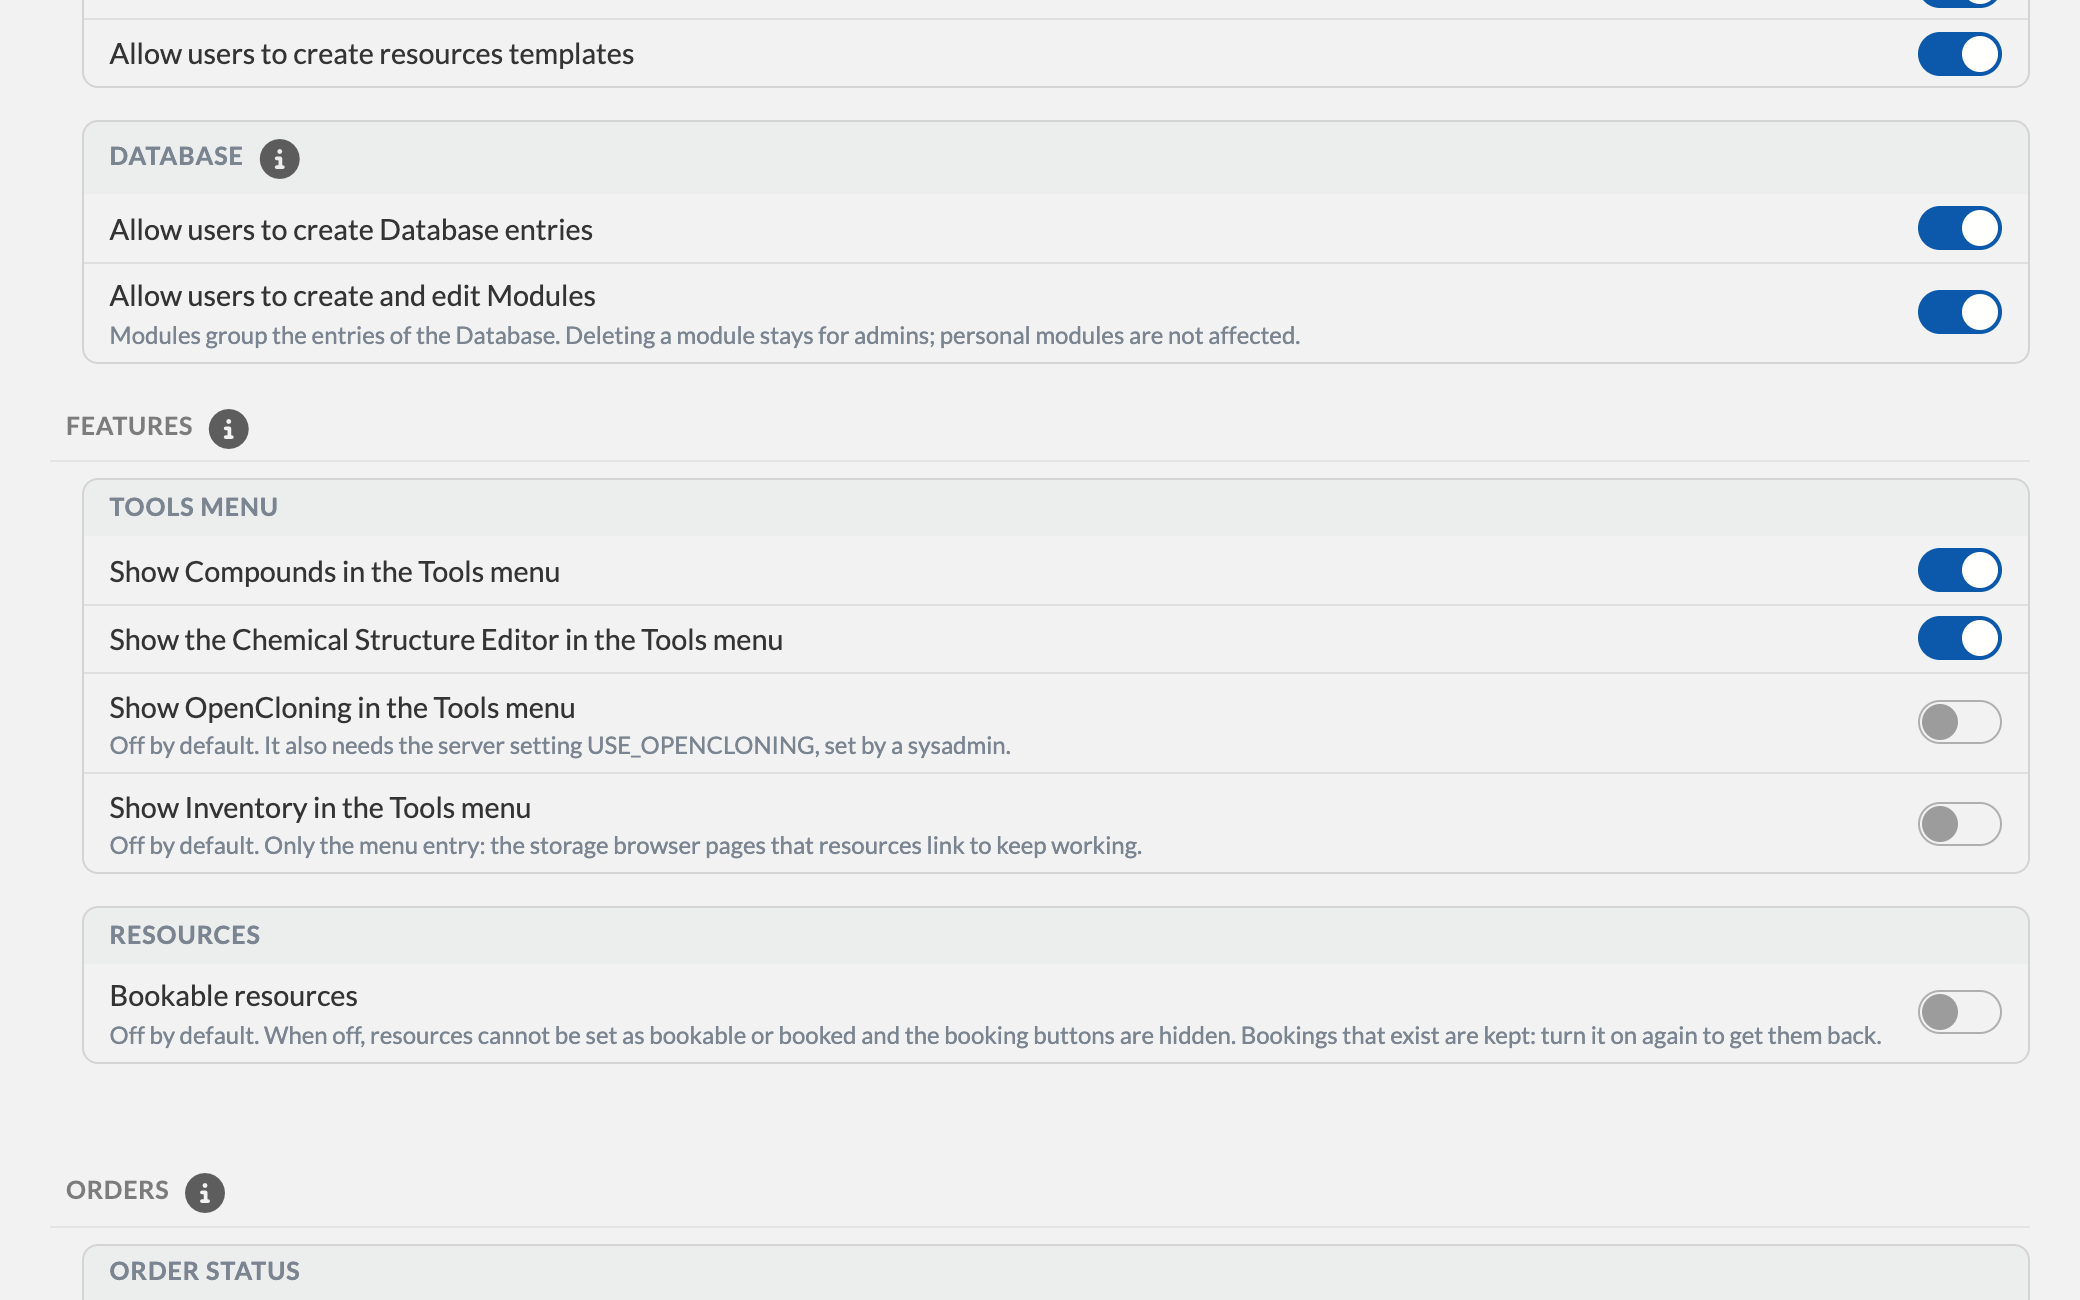 Allow users to create resources templates
DATABASE
Allow users to create Database entries
Allow users to create and edit Modules
Modules group the entries of the Database. Deleting a module stays for admins; personal modules are not affected.
FEATURES
TOOLS MENU
Show Compounds in the Tools menu
Show the Chemical Structure Editor in the Tools menu
Show OpenCloning in the Tools menu
Off by default. It also needs the server setting USE_OPENCLONING, set by a sysadmin.
Show Inventory in the Tools menu
Off by default. Only the menu entry: the storage browser pages that resources link to keep working.
RESOURCES
Bookable resources
Off by default. When off, resources cannot be set as bookable or booked and the booking buttons are hidden. Bookings that exist are kept: turn it on again to get them back.
ORDERS
ORDER STATUS